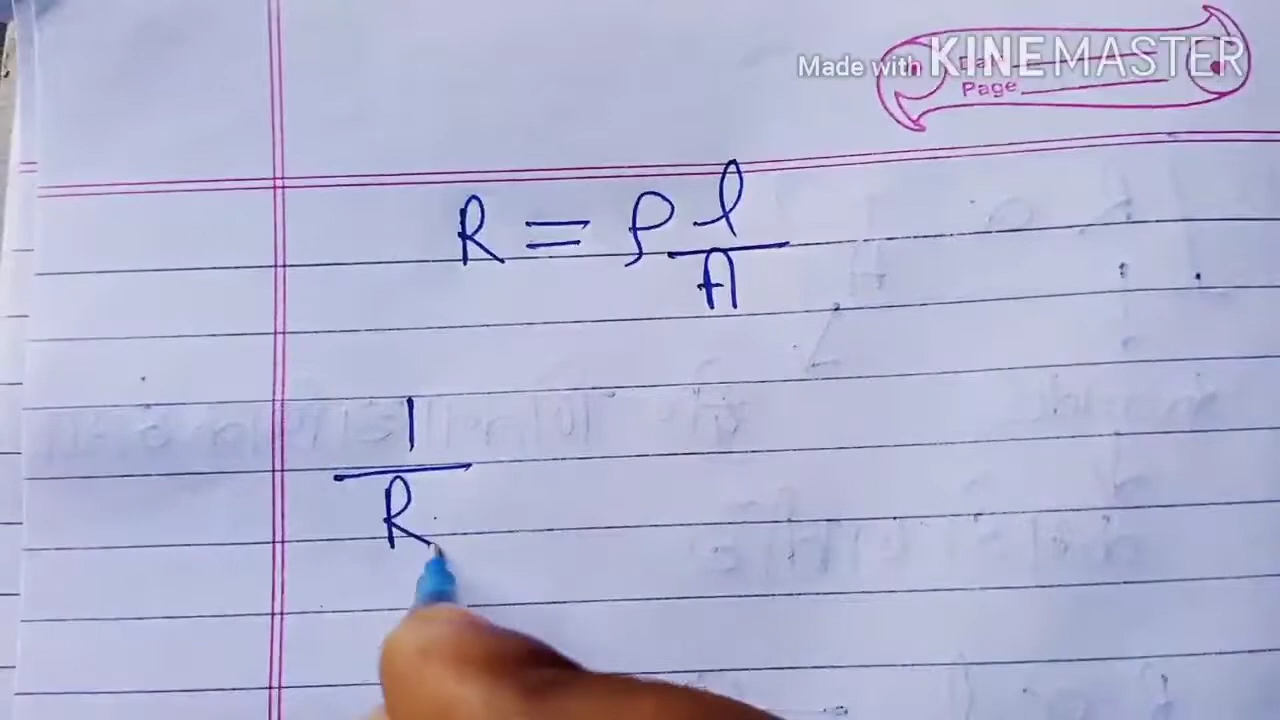 Made with KINEMASTER
Page
R = ρ l/A
1/R